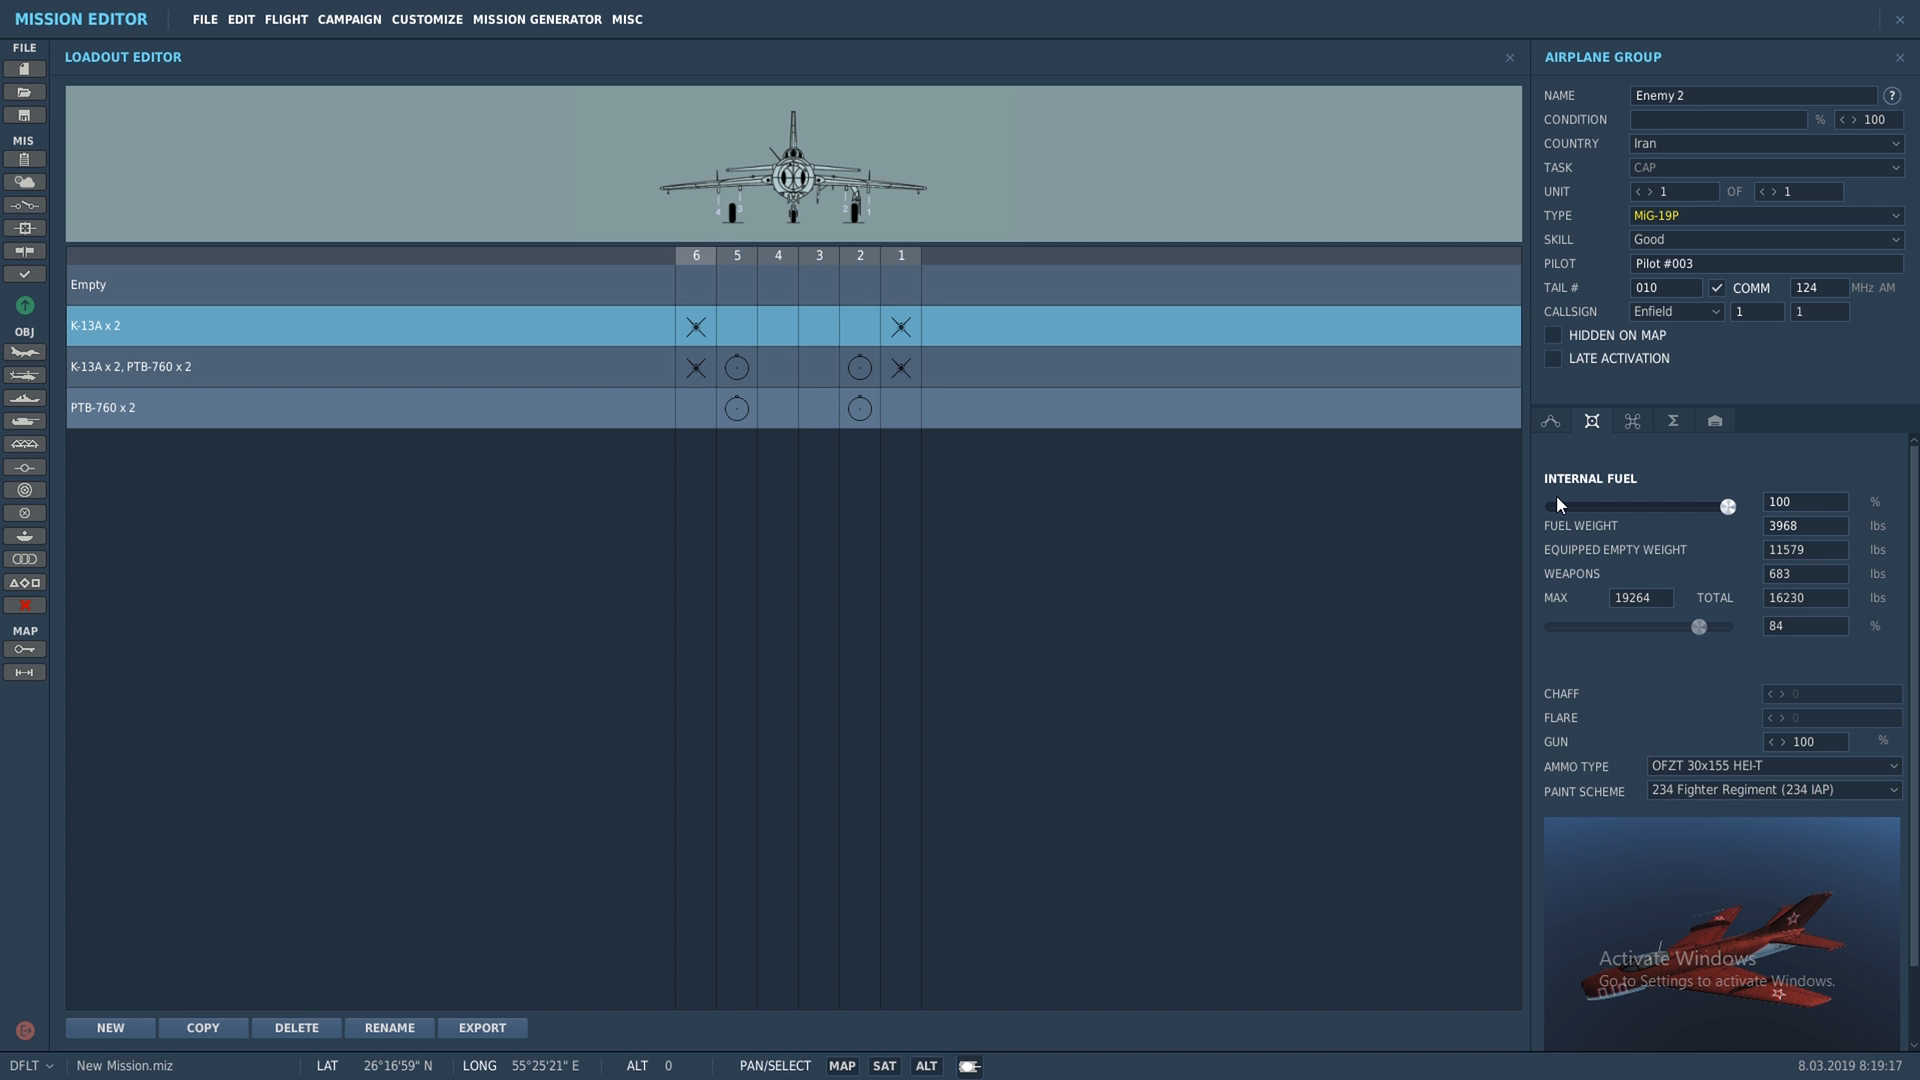 MISSION EDITOR FILE EDIT FLIGHT CAMPAIGN CUSTOMIZE MISSION GENERATOR MISC
FILE
MIS
OBJ
MAP
LOADOUT EDITOR
4 3 2 1
6 5 4 3 2 1
Empty
K-13A x 2
K-13A x 2, PTB-760 x 2
PTB-760 x 2
NEW COPY DELETE RENAME EXPORT
AIRPLANE GROUP
NAME Enemy 2 ?
CONDITION % < > 100
COUNTRY Iran
TASK CAP
UNIT < > 1 OF < > 1
TYPE MiG-19P
SKILL Good
PILOT Pilot #003
TAIL # 010 COMM 124 MHz AM
CALLSIGN Enfield 1 1
HIDDEN ON MAP
LATE ACTIVATION
INTERNAL FUEL
100 %
FUEL WEIGHT 3968 lbs
EQUIPPED EMPTY WEIGHT 11579 lbs
WEAPONS 683 lbs
MAX 19264 TOTAL 16230 lbs
84 %
CHAFF < > 0
FLARE < > 0
GUN < > 100 %
AMMO TYPE OFZT 30x155 HEI-T
PAINT SCHEME 234 Fighter Regiment (234 IAP)
Activate Windows
Go to Settings to activate Windows.
DFLT New Mission.miz LAT 26°16'59" N LONG 55°25'21" E ALT 0 PAN/SELECT MAP SAT ALT 8.03.2019 8:19:17